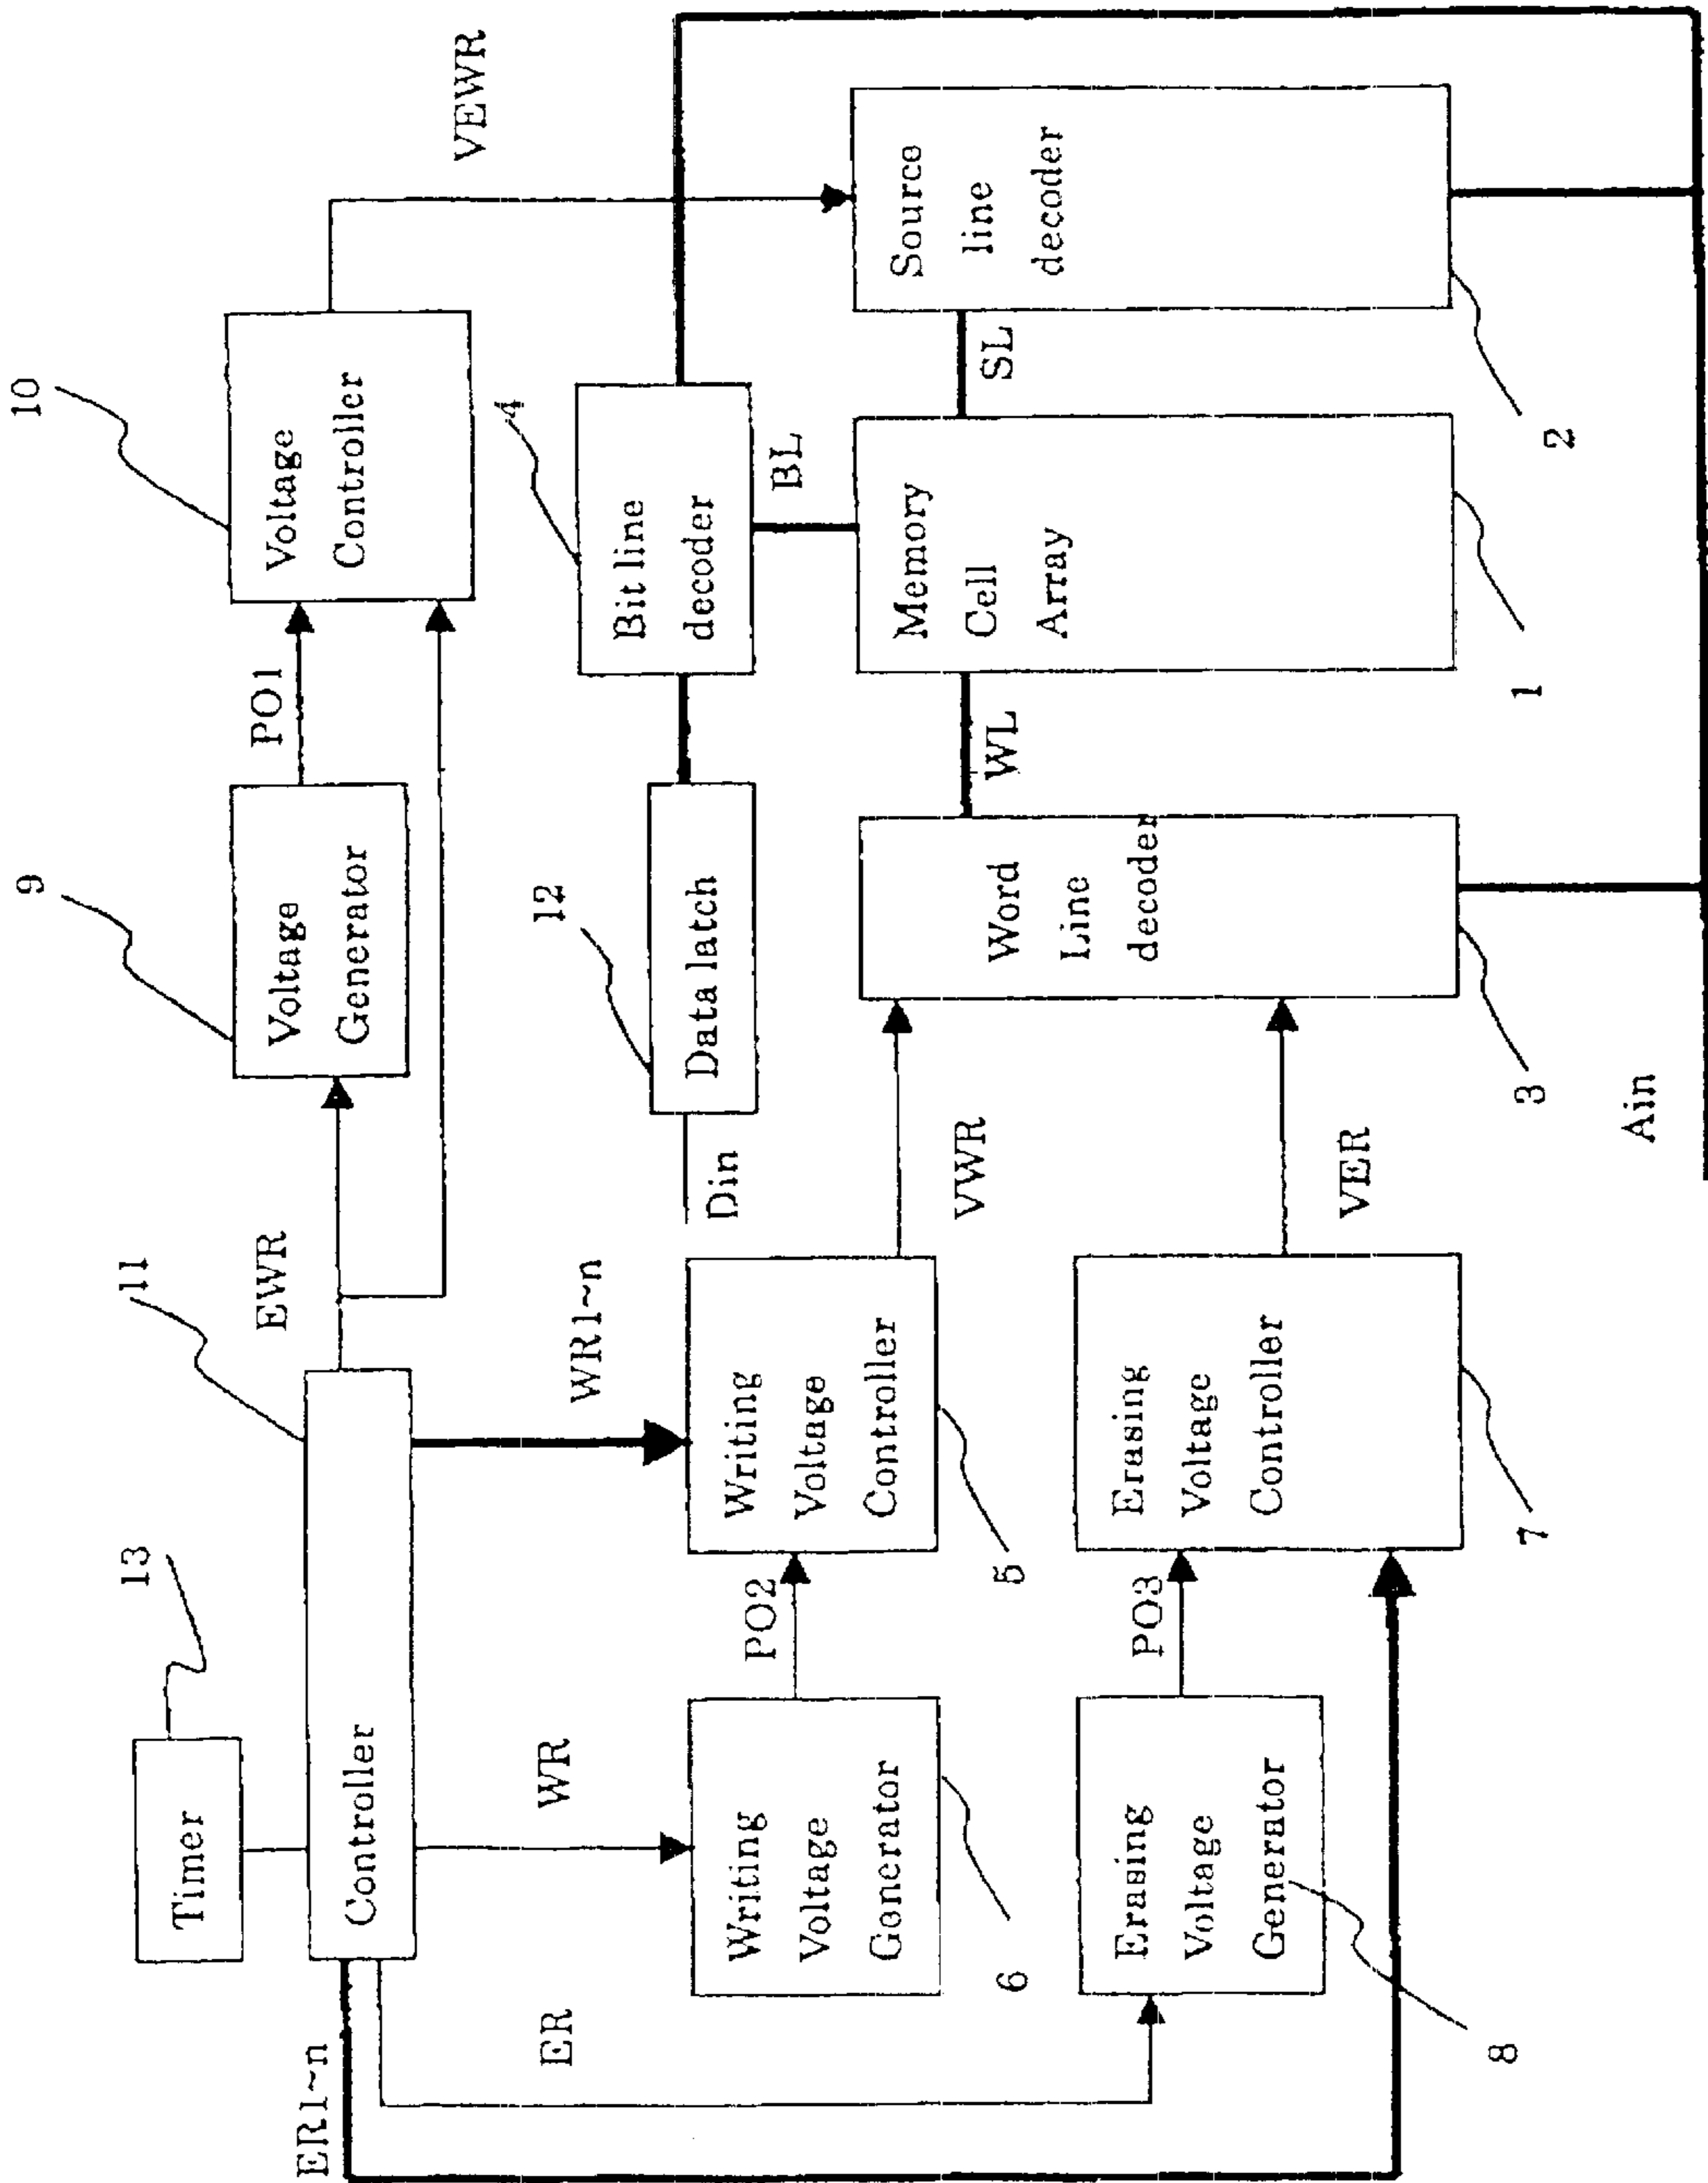 13
11
9
10
Timer
Controller
EWR
Voltage
Generator
PO1
Voltage
Controller
VEWR
ER1~n
ER
WR
WR1~n
12
Din
Data latch
4
Bit line
decoder
BL
Writing
Voltage
Generator
6
PO2
Writing
Voltage
Controller
5
VWR
Word
Line
decoder
3
WL
Memory
Cell
Array
1
SL
Source
line
decoder
2
Erasing
Voltage
Generator
8
PO3
Erasing
Voltage
Controller
7
VER
Ain